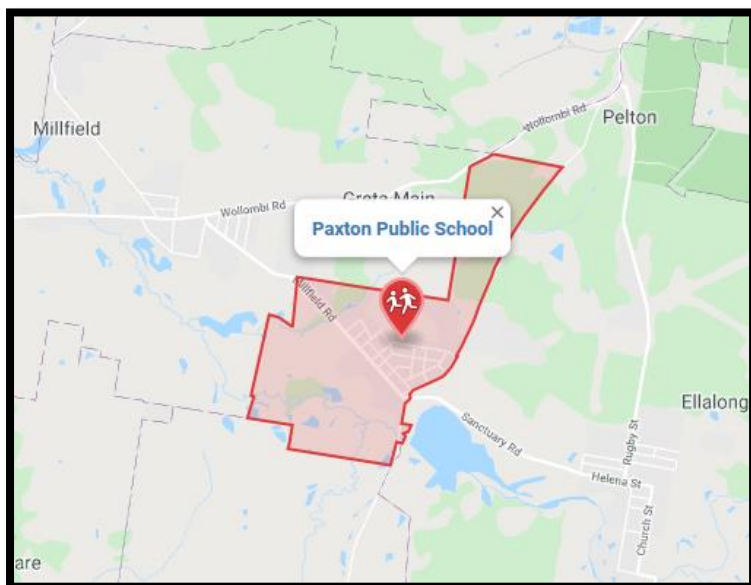 Wollombi Rd
Pelton
Millfield
Greta Main
Wollombi Rd
Paxton Public School
Millfield Rd
Ellalong
Sanctuary Rd
Rugby St
Helena St
Church St
are